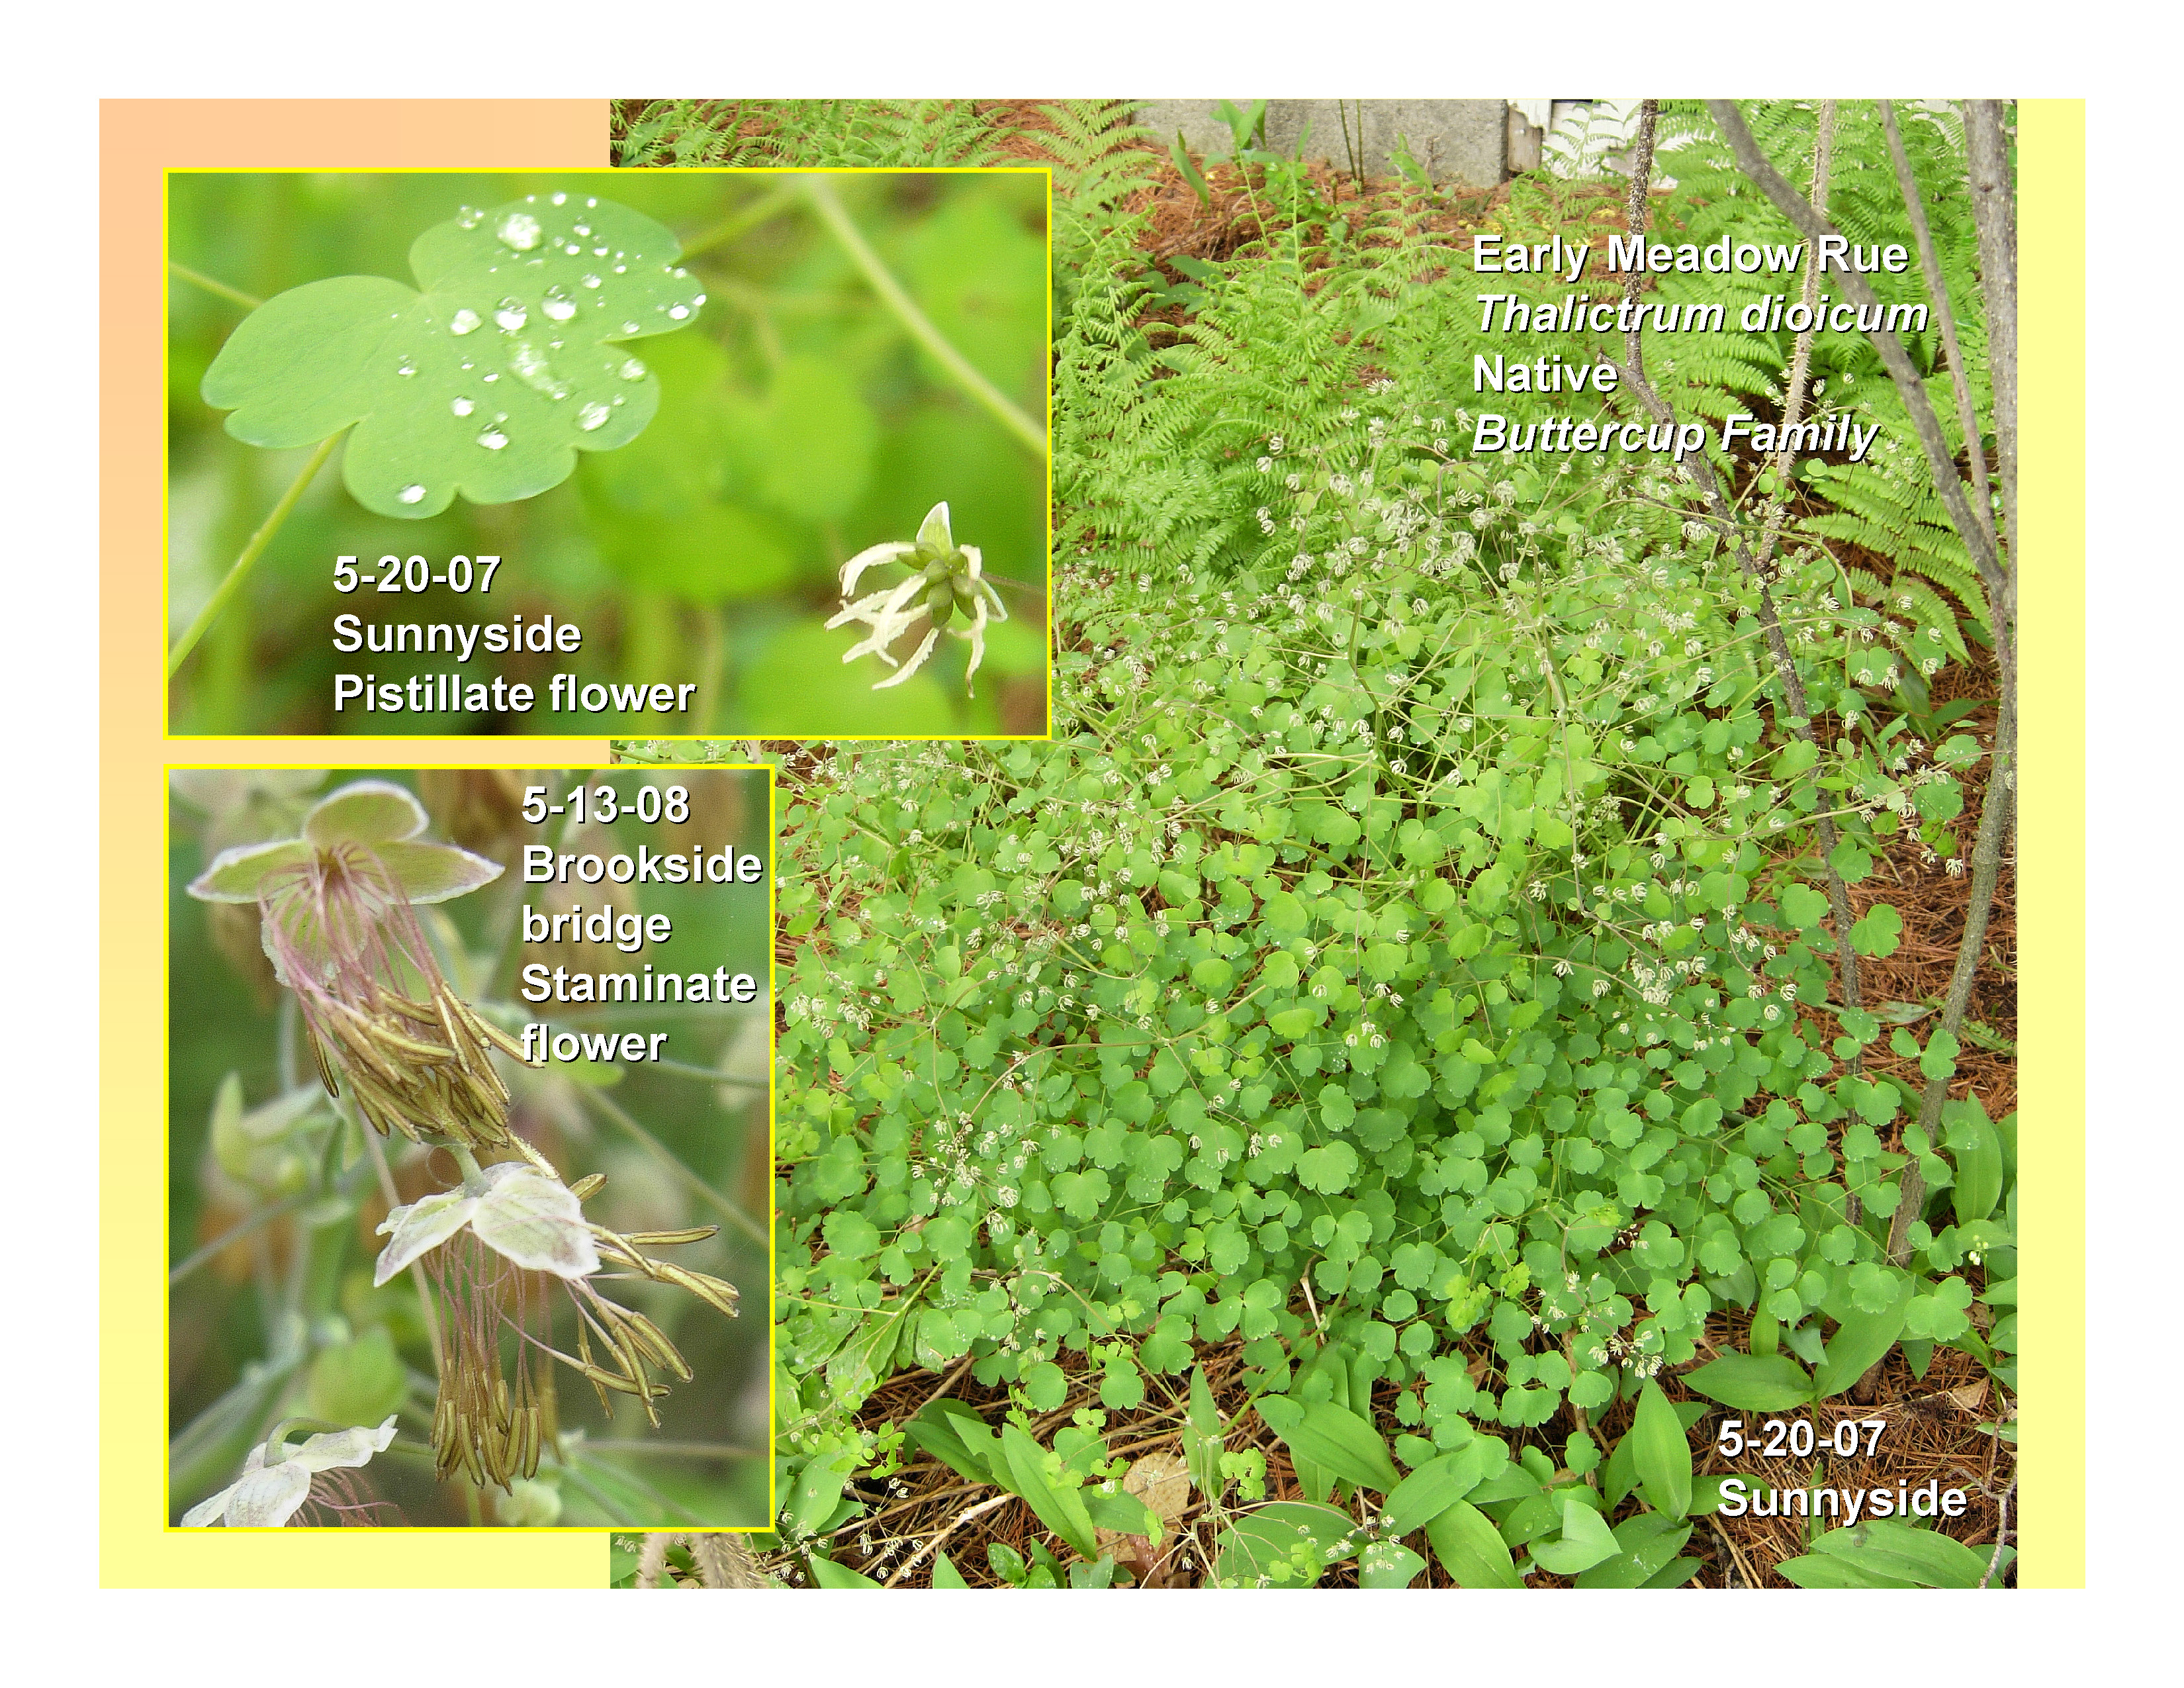 Early Meadow Rue
Thalictrum dioicum
Native
Buttercup Family
5-20-07
Sunnyside
Pistillate flower
5-13-08
Brookside
bridge
Staminate
flower
5-20-07
Sunnyside